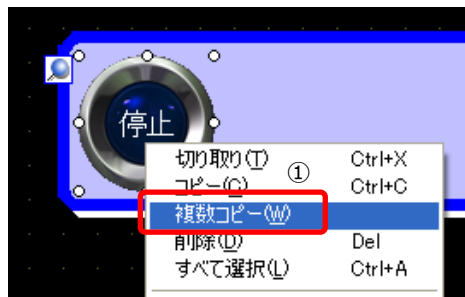 停止
切り取り(T) Ctrl+X
①
コピー(C) Ctrl+C
複数コピー(W)
削除(D) Del
すべて選択(L) Ctrl+A